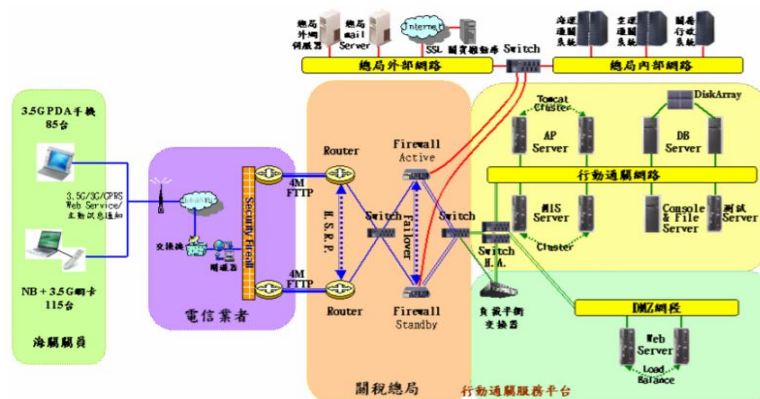 總局
外網
伺服器
總局
mail
Server
Internet
SSL 關貿驗動庫
Switch
海運
通關
系統
空運
通關
系統
關務
行政
系統
總局外部網路
總局內部網路
3.5G PDA手機
85台
3.5G/3G/GPRS
Web Service/
主動訊息通知
NB+3.5G網卡
115台
海關關員
交換機
Security Firewall
電信業者
4M
FTTP
4M
FTTP
Router
H.S.R.P.
Router
Switch
Firewall
Active
Failover
Firewall
Standby
Switch
關稅總局
Tomcat
Cluster
AP
Server
DiskArray
DB
Server
行動通關網路
MIS
Server
Cluster
Console
& File
Server
測試
Server
Switch
H.A.
負載平衡
交換器
DMZ網段
Web
Server
Load
Balance
行動通關服務平台